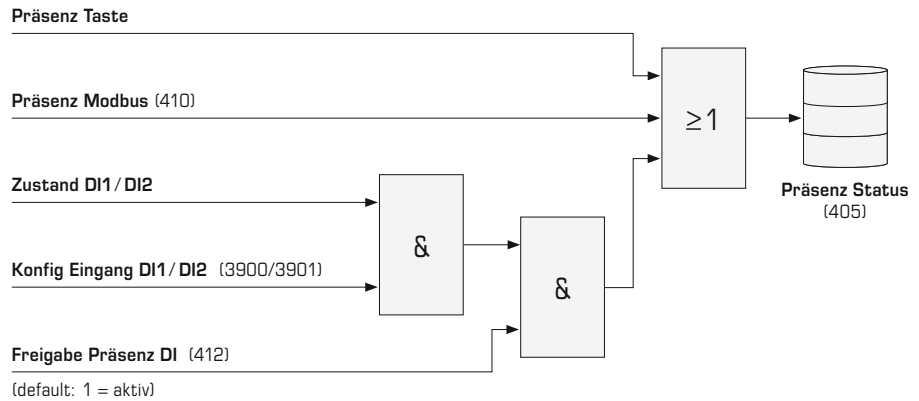 Präsenz Taste
Präsenz Modbus (410)
≥1
Zustand DI1/DI2
Präsenz Status
(405)
&
Konfig Eingang DI1/DI2 (3900/3901)
&
Freigabe Präsenz DI (412)
(default: 1 = aktiv)